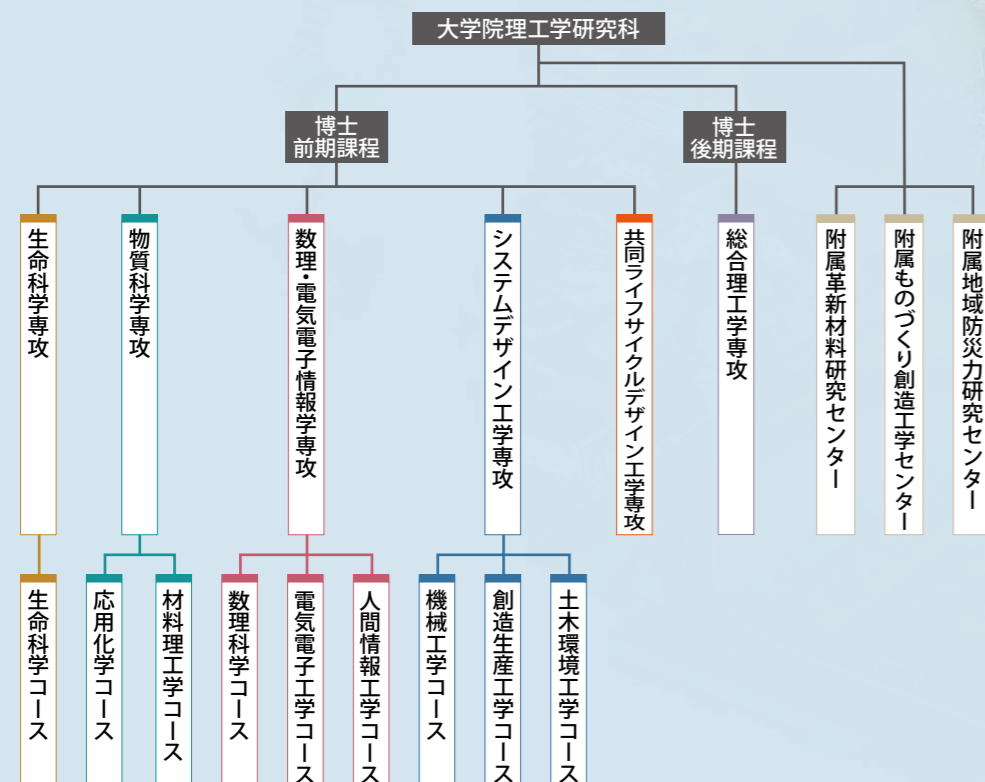 大学院理工学研究科
博士
前期課程
博士
後期課程
生命科学専攻
物質科学専攻
数理・電気電子情報学専攻
システムデザイン工学専攻
共同ライフサイクルデザイン工学専攻
総合理工学専攻
附属革新材料研究センター
附属ものづくり創造工学センター
附属地域防災力研究センター
生命科学コース
応用化学コース
材料理工学コース
数理科学コース
電気電子工学コース
人間情報工学コース
機械工学コース
創造生産工学コース
土木環境工学コース